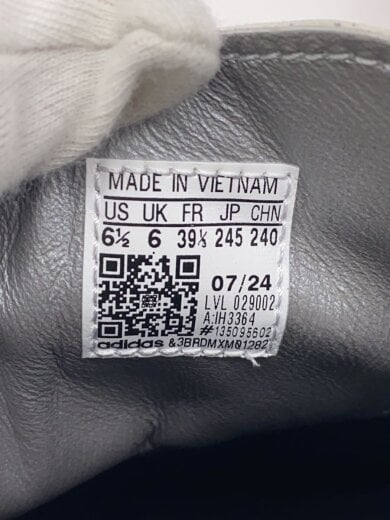 MADE IN VIETNAM
US UK FR JP CHN
6½ 6 39⅓ 245 240
07/24
LVL 029002
A:IH3364
#135095602
adidas &3BRDMXM01282